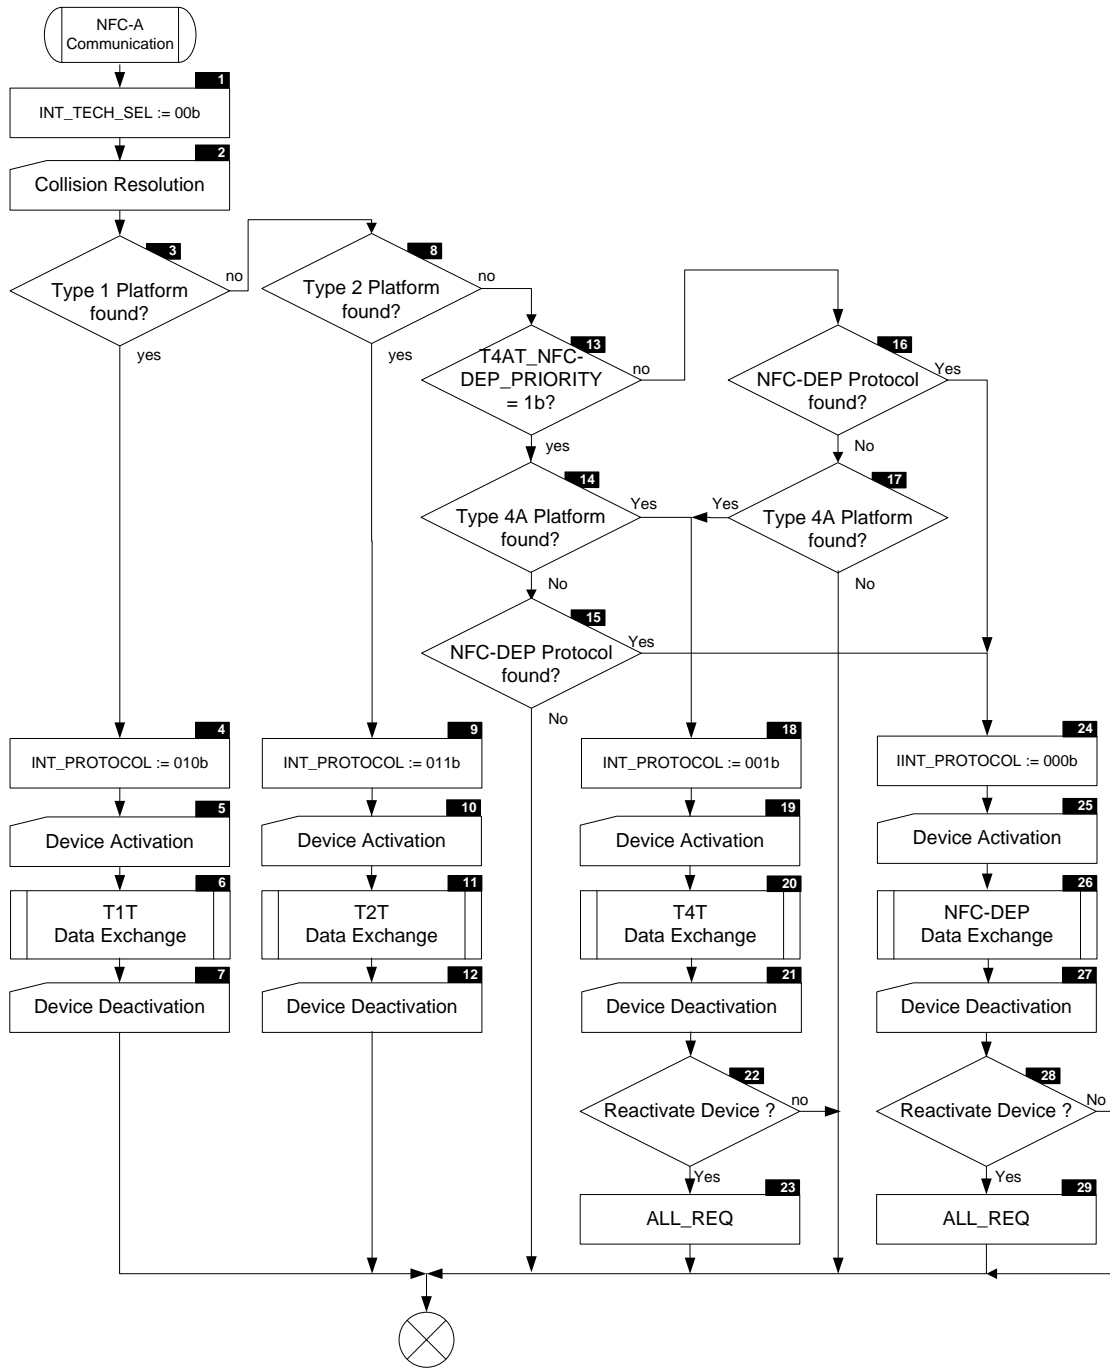 NFC-A
Communication
1
INT_TECH_SEL := 00b
2
Collision Resolution
3
Type 1 Platform
found?
no
yes
8
Type 2 Platform
found?
no
yes
13
T4AT_NFC-
DEP_PRIORITY
= 1b?
no
yes
16
NFC-DEP Protocol
found?
Yes
No
14
Type 4A Platform
found?
Yes
No
17
Type 4A Platform
found?
Yes
No
15
NFC-DEP Protocol
found?
Yes
No
4
INT_PROTOCOL := 010b
5
Device Activation
6
T1T
Data Exchange
7
Device Deactivation
9
INT_PROTOCOL := 011b
10
Device Activation
11
T2T
Data Exchange
12
Device Deactivation
18
INT_PROTOCOL := 001b
19
Device Activation
20
T4T
Data Exchange
21
Device Deactivation
22
Reactivate Device ?
no
Yes
23
ALL_REQ
24
IINT_PROTOCOL := 000b
25
Device Activation
26
NFC-DEP
Data Exchange
27
Device Deactivation
28
Reactivate Device ?
No
Yes
29
ALL_REQ